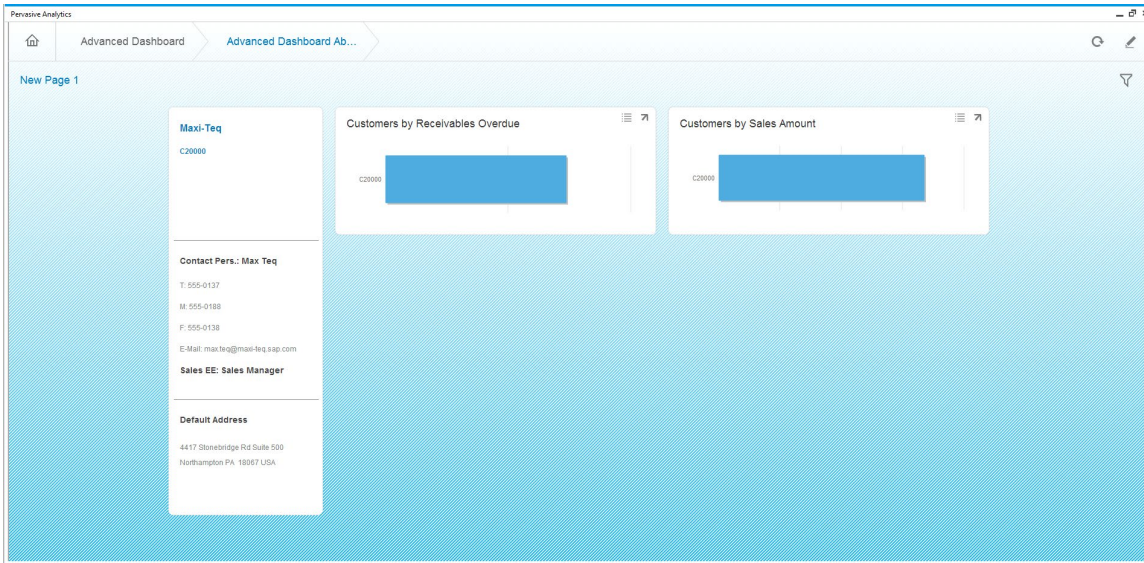 Pervasive Analytics
Advanced Dashboard
Advanced Dashboard Ab...
New Page 1
Maxi-Teq
C20000
Contact Pers.: Max Teq
T: 555-0137
M: 555-0188
F: 555-0138
E-Mail: max.teq@maxi-teq.sap.com
Sales EE: Sales Manager
Default Address
4417 Stonebridge Rd Suite 500
Northampton PA  18067 USA
Customers by Receivables Overdue
C20000
Customers by Sales Amount
C20000